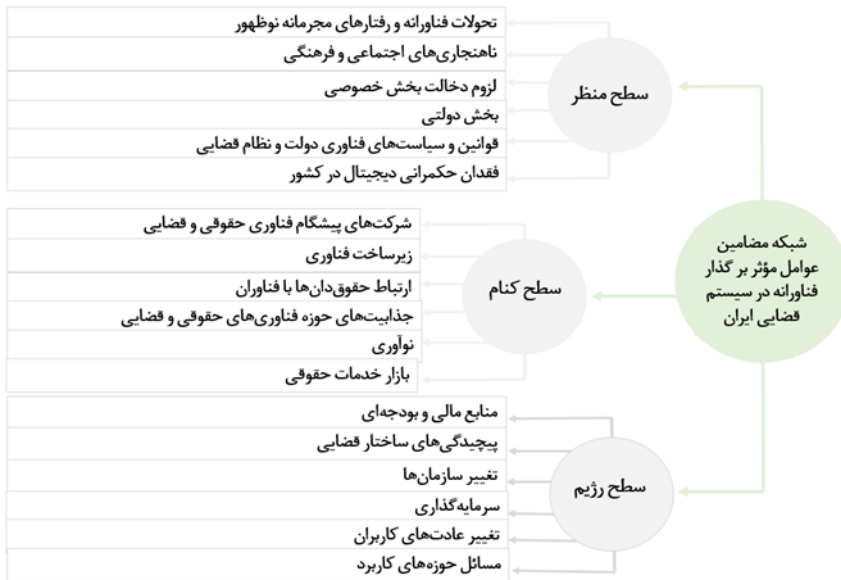 شبکه مضامین
عوامل مؤثر بر گذار
فناورانه در سیستم
قضایی ایران
سطح منظر
تحولات فناورانه و رفتارهای مجرمانه نوظهور
ناهنجاری‌های اجتماعی و فرهنگی
لزوم دخالت بخش خصوصی
بخش دولتی
قوانین و سیاست‌های فناوری دولت و نظام قضایی
فقدان حکمرانی دیجیتال در کشور
سطح کنام
شرکت‌های پیشگام فناوری حقوقی و قضایی
زیرساخت فناوری
ارتباط حقوق‌دان‌ها با فناوران
جذابیت‌های حوزه فناوری‌های حقوقی و قضایی
نوآوری
بازار خدمات حقوقی
سطح رژیم
منابع مالی و بودجه‌ای
پیچیدگی‌های ساختار قضایی
تغییر سازمان‌ها
سرمایه‌گذاری
تغییر عادت‌های کاربران
مسائل حوزه‌های کاربرد